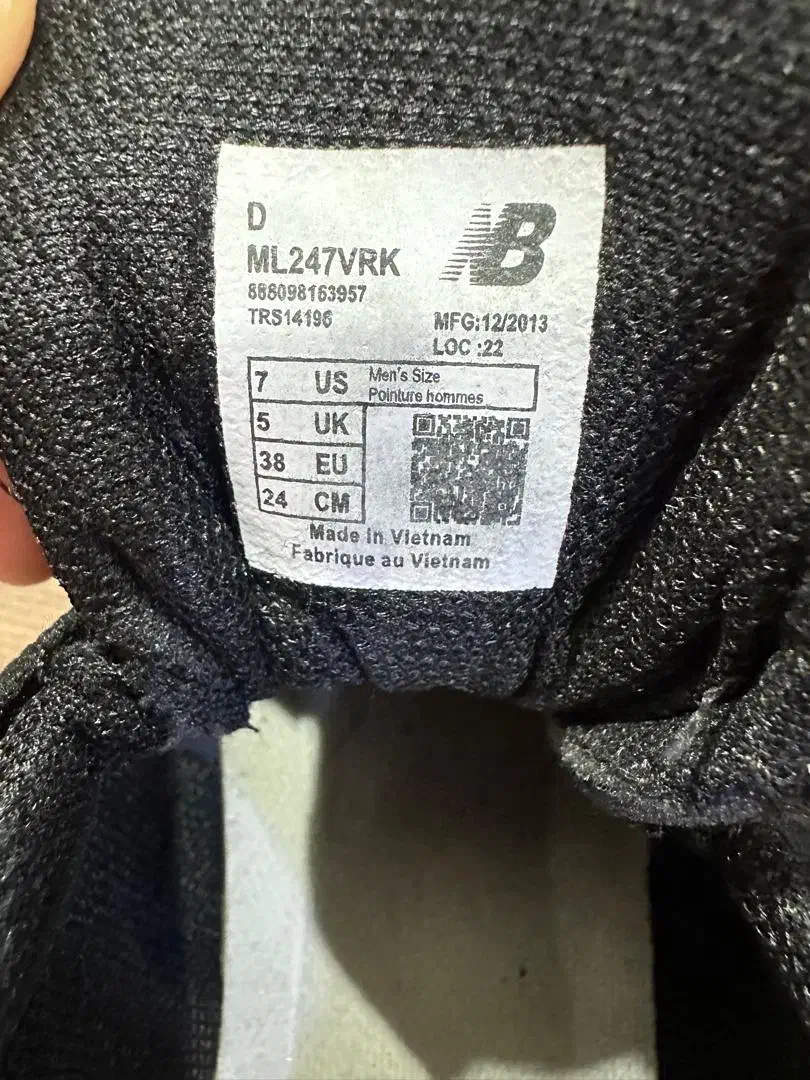 D
ML247VRK
NB
888098163957
TRS14196
MFG:12/2013
LOC :22
7 US Men's Size
Pointure hommes
5 UK
38 EU
24 CM
Made in Vietnam
Fabrique au Vietnam